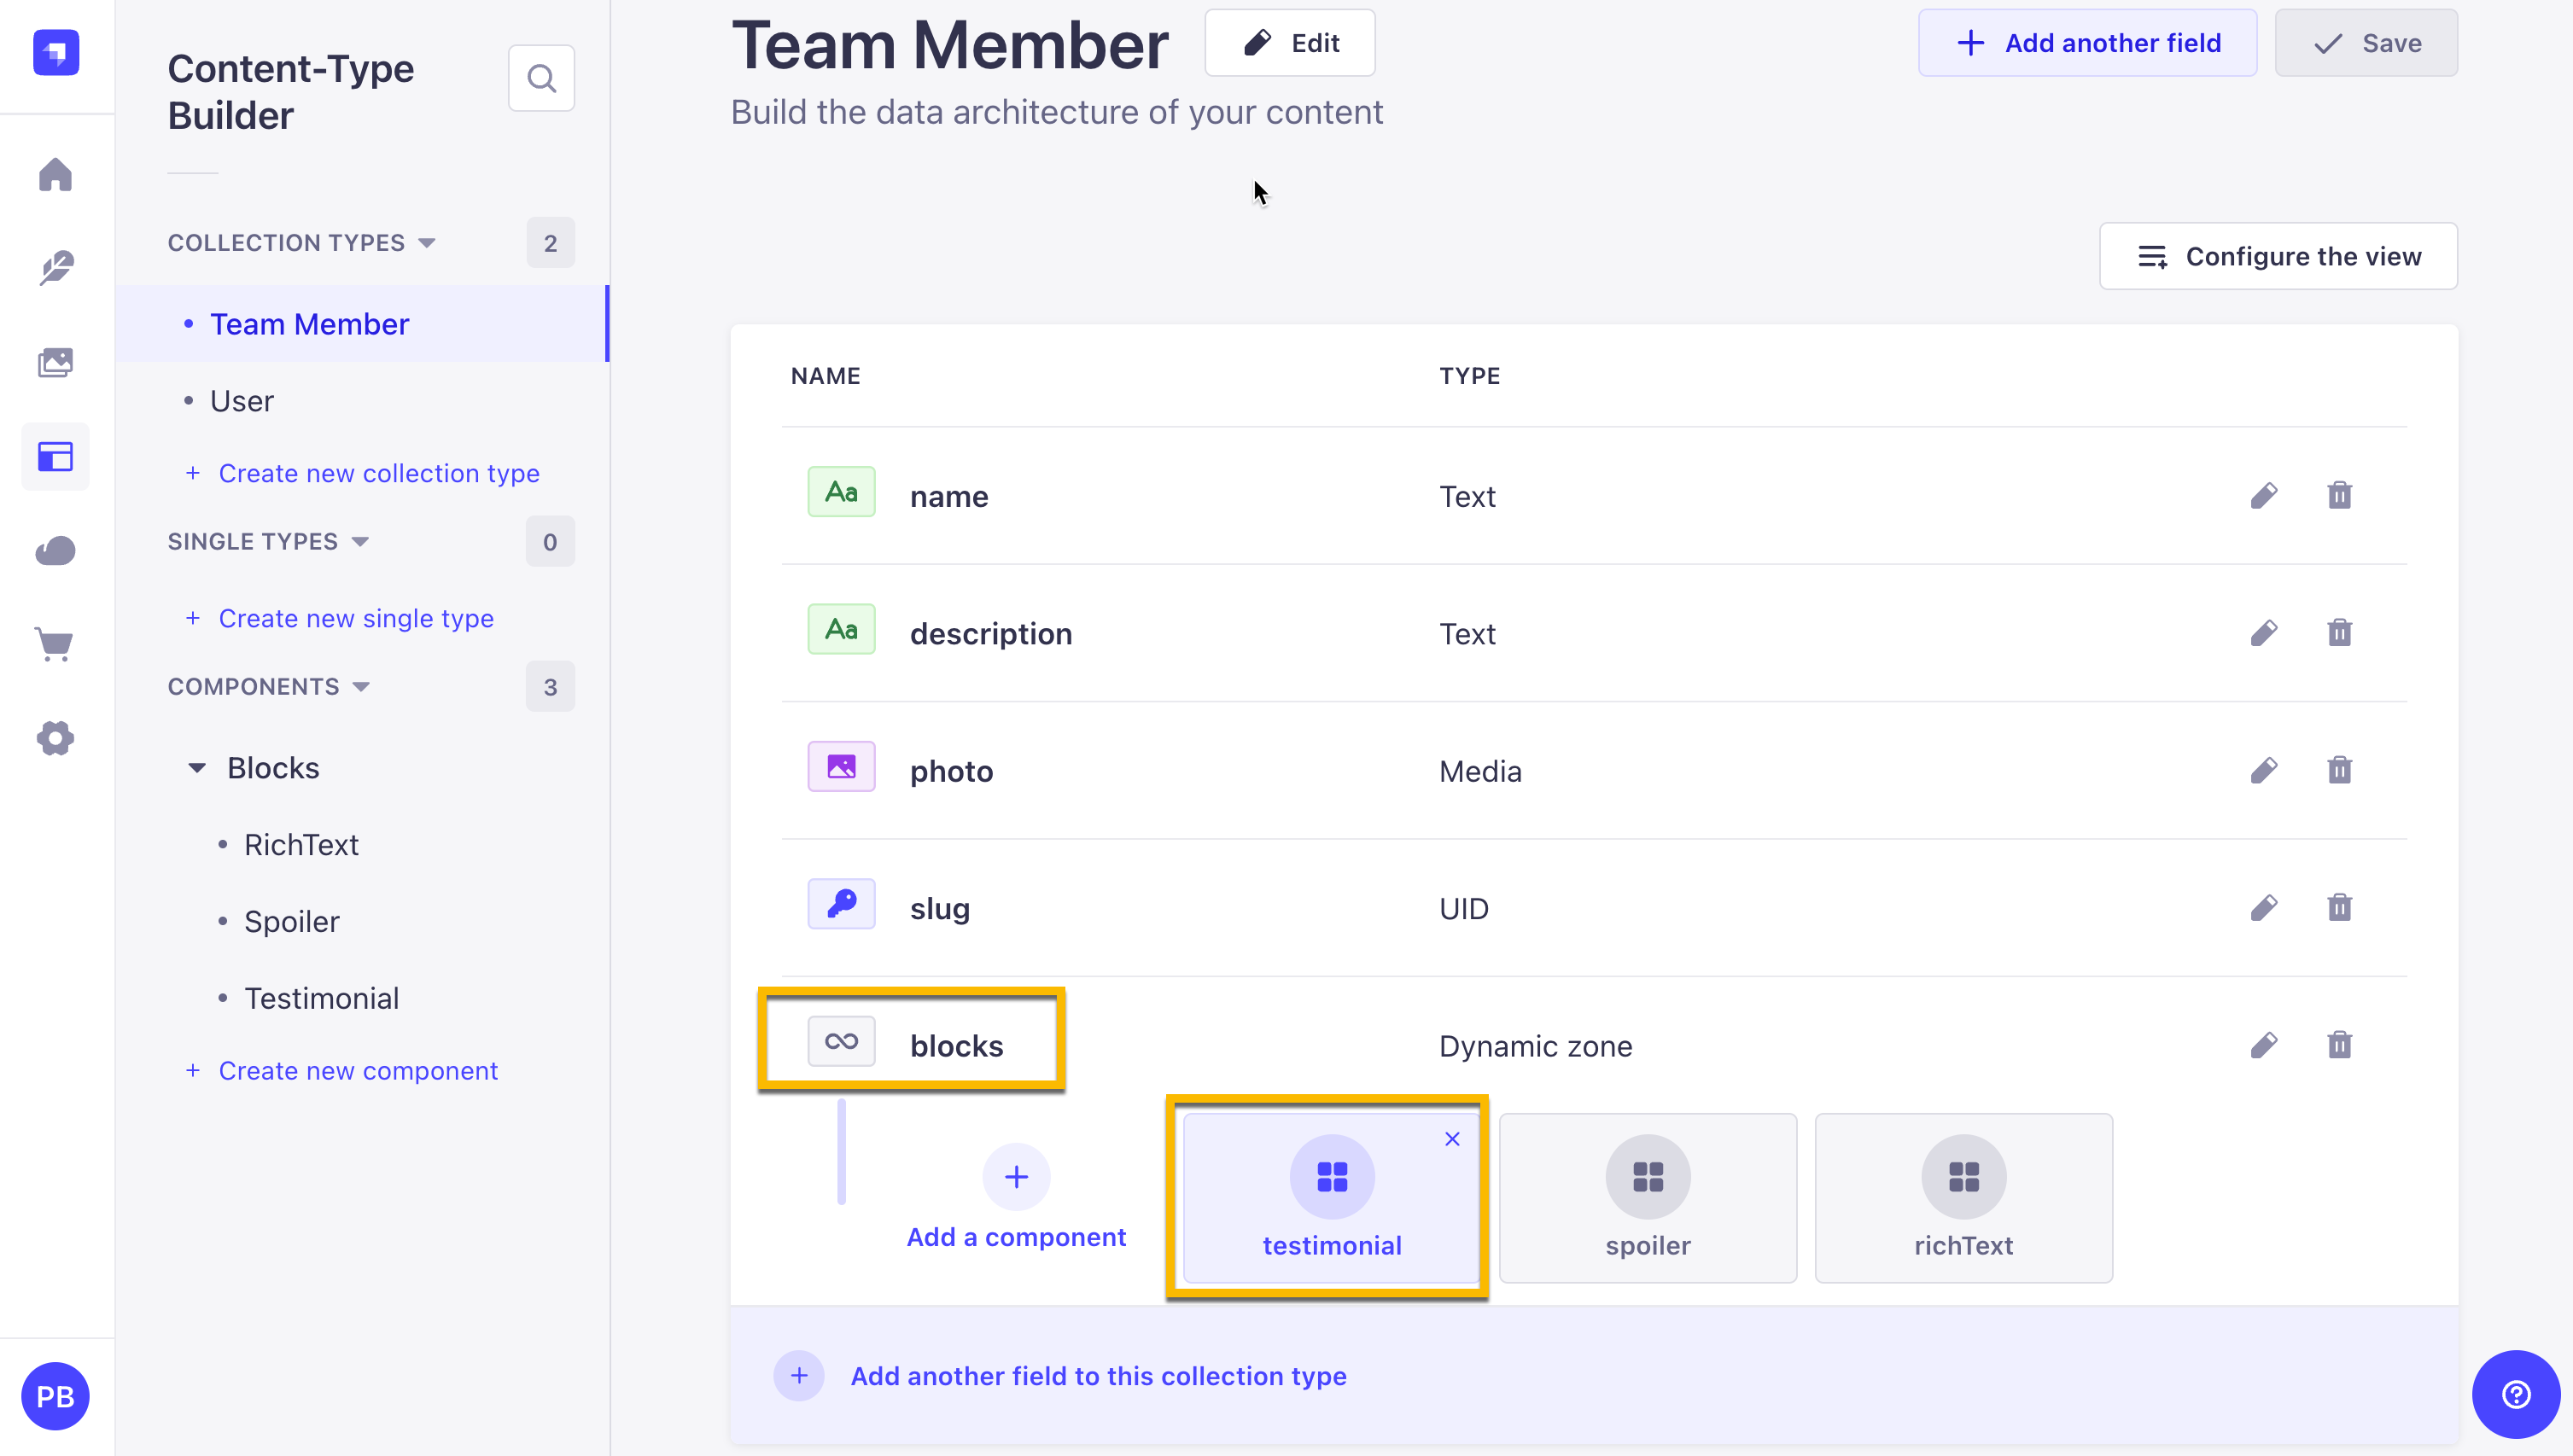 Content-Type
Builder
COLLECTION TYPES 2
Team Member
User
+ Create new collection type
SINGLE TYPES 0
+ Create new single type
COMPONENTS 3
Blocks
RichText
Spoiler
Testimonial
+ Create new component
PB
Team Member
Edit
Add another field
Save
Build the data architecture of your content
Configure the view
NAME TYPE
Aa name Text
Aa description Text
photo Media
slug UID
blocks Dynamic zone
Add a component
testimonial
spoiler
richText
Add another field to this collection type